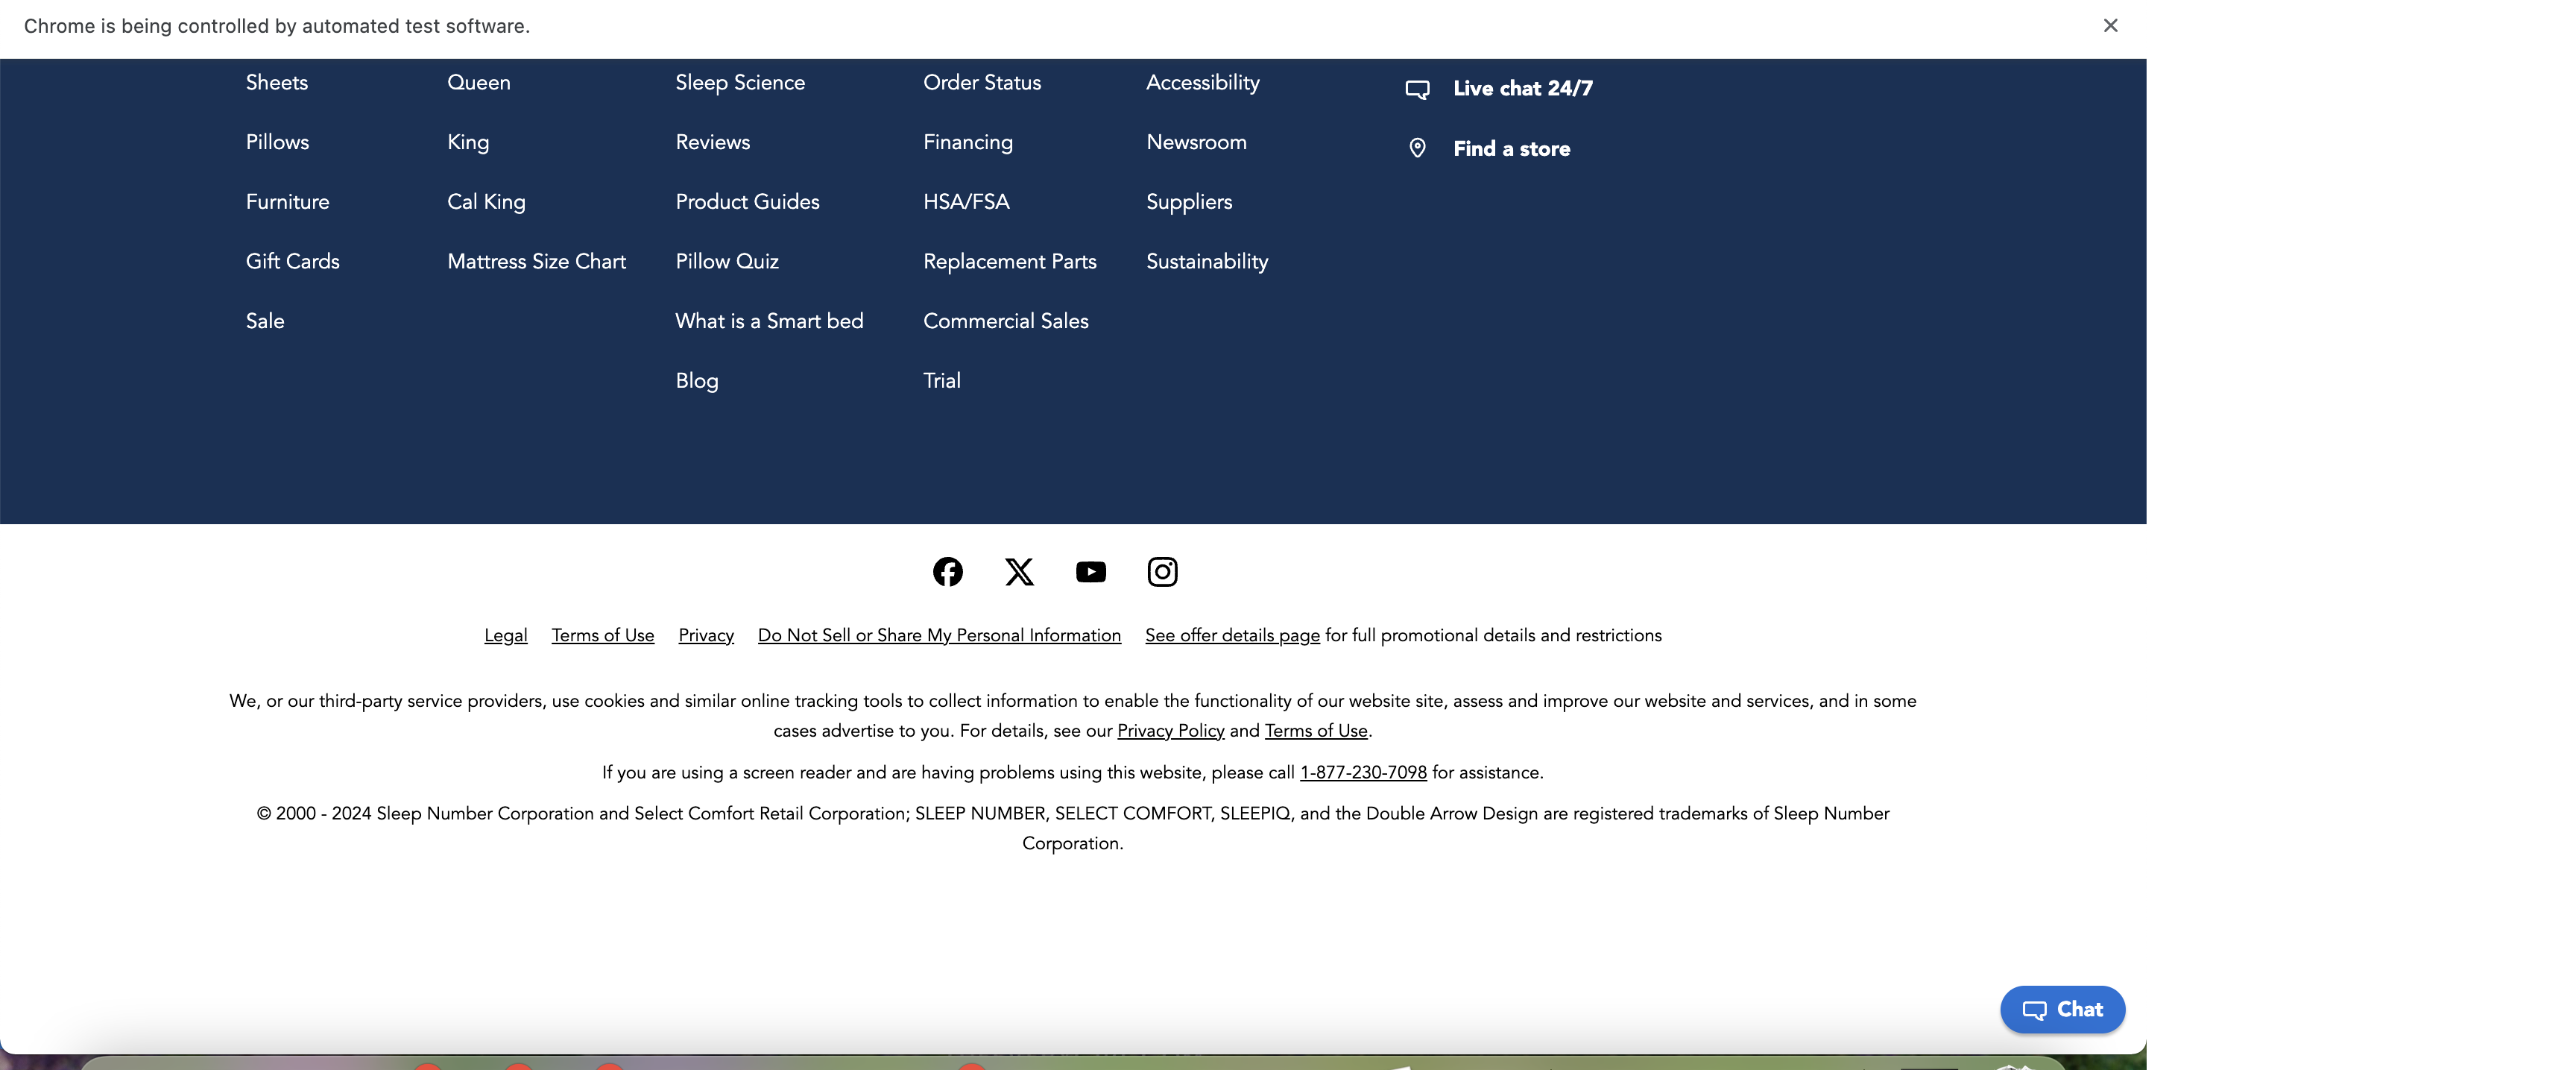 Chrome is being controlled by automated test software.
Sheets
Pillows
Furniture
Gift Cards
Sale
Queen
King
Cal King
Mattress Size Chart
Sleep Science
Reviews
Product Guides
Pillow Quiz
What is a Smart bed
Blog
Order Status
Financing
HSA/FSA
Replacement Parts
Commercial Sales
Trial
Accessibility
Newsroom
Suppliers
Sustainability
Live chat 24/7
Find a store
Legal Terms of Use Privacy Do Not Sell or Share My Personal Information See offer details page for full promotional details and restrictions
We, or our third-party service providers, use cookies and similar online tracking tools to collect information to enable the functionality of our website site, assess and improve our website and services, and in some
cases advertise to you. For details, see our Privacy Policy and Terms of Use.
If you are using a screen reader and are having problems using this website, please call 1-877-230-7098 for assistance.
© 2000 - 2024 Sleep Number Corporation and Select Comfort Retail Corporation; SLEEP NUMBER, SELECT COMFORT, SLEEPIQ, and the Double Arrow Design are registered trademarks of Sleep Number
Corporation.
Chat